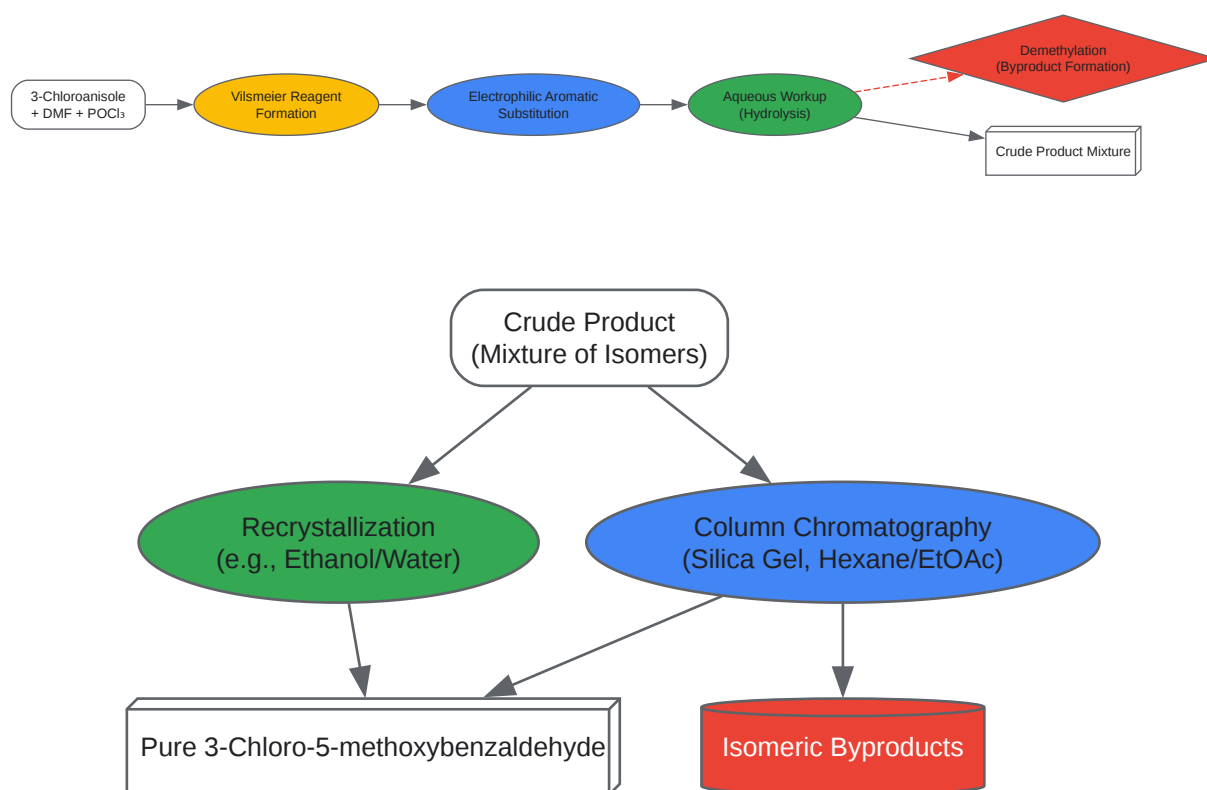 3-Chloroanisole
+ DMF + POCl₃
Vilsmeier Reagent
Formation
Electrophilic Aromatic
Substitution
Aqueous Workup
(Hydrolysis)
Demethylation
(Byproduct Formation)
Crude Product Mixture
Crude Product
(Mixture of Isomers)
Recrystallization
(e.g., Ethanol/Water)
Column Chromatography
(Silica Gel, Hexane/EtOAc)
Pure 3-Chloro-5-methoxybenzaldehyde
Isomeric Byproducts